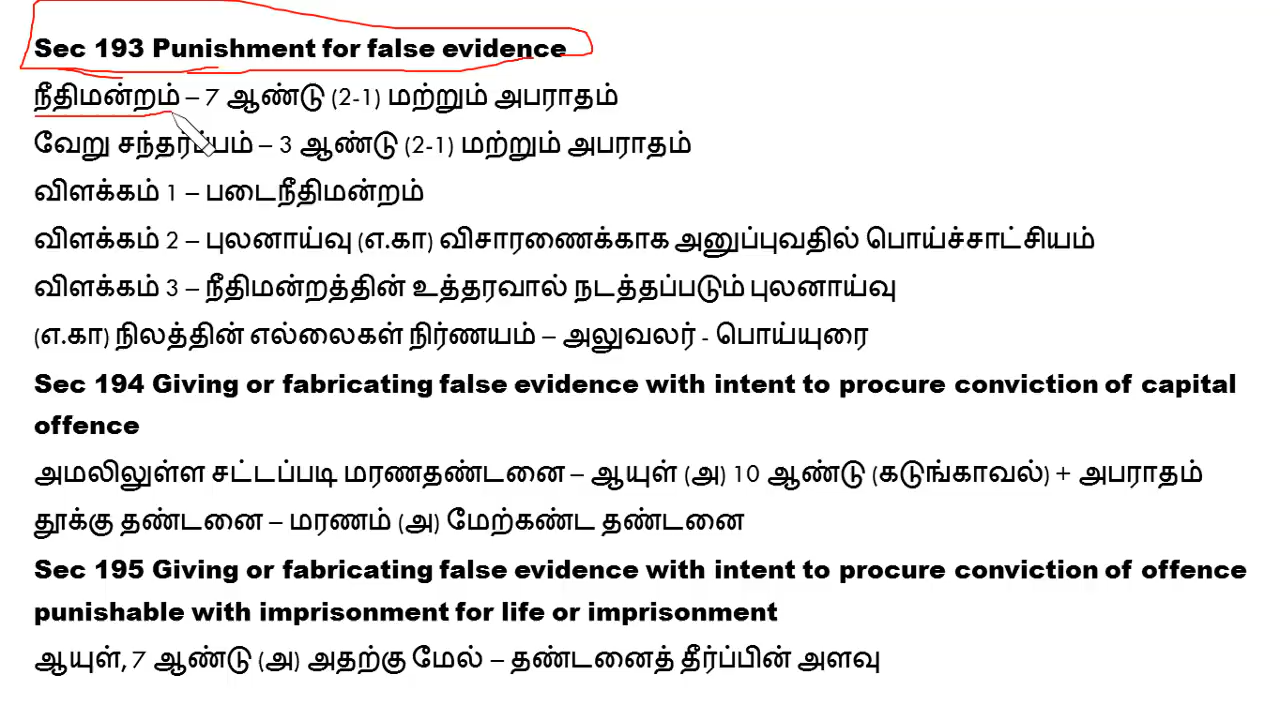 Sec 193 Punishment for false evidence
நீதிமன்றம் – 7 ஆண்டு (2-1) மற்றும் அபராதம்
வேறு சந்தர்ப்பம் – 3 ஆண்டு (2-1) மற்றும் அபராதம்
விளக்கம் 1 – படைநீதிமன்றம்
விளக்கம் 2 – புலனாய்வு (எ.கா) விசாரணைக்காக அனுப்புவதில் பொய்ச்சாட்சியம்
விளக்கம் 3 – நீதிமன்றத்தின் உத்தரவால் நடத்தப்படும் புலனாய்வு
(எ.கா) நிலத்தின் எல்லைகள் நிர்ணயம் – அலுவலர் - பொய்யுரை
Sec 194 Giving or fabricating false evidence with intent to procure conviction of capital
offence
அமலிலுள்ள சட்டப்படி மரணதண்டனை – ஆயுள் (அ) 10 ஆண்டு (கடுங்காவல்) + அபராதம்
தூக்கு தண்டனை – மரணம் (அ) மேற்கண்ட தண்டனை
Sec 195 Giving or fabricating false evidence with intent to procure conviction of offence
punishable with imprisonment for life or imprisonment
ஆயுள், 7 ஆண்டு (அ) அதற்கு மேல் – தண்டனைத் தீர்ப்பின் அளவு